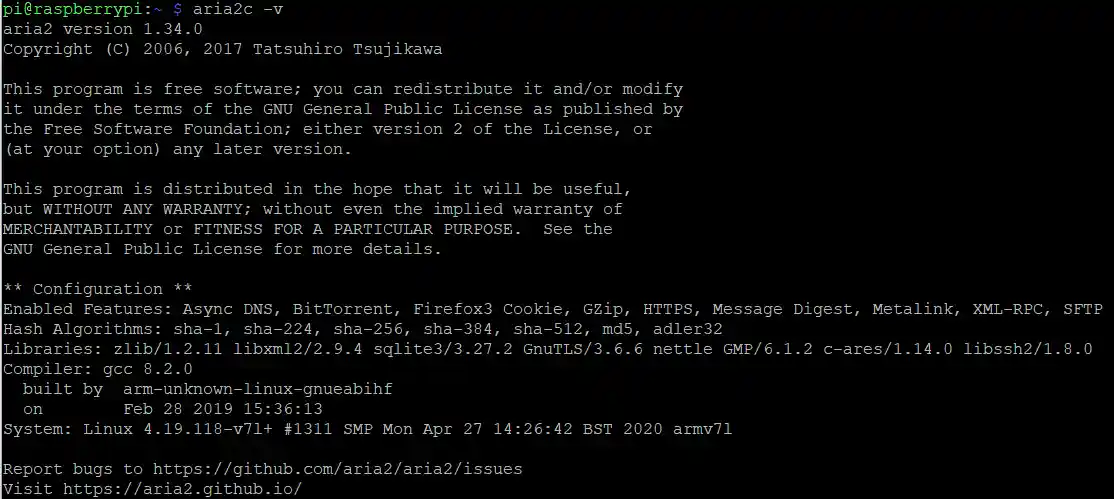 pi@raspberrypi:~ $ aria2c -v
aria2 version 1.34.0
Copyright (C) 2006, 2017 Tatsuhiro Tsujikawa

This program is free software; you can redistribute it and/or modify
it under the terms of the GNU General Public License as published by
the Free Software Foundation; either version 2 of the License, or
(at your option) any later version.

This program is distributed in the hope that it will be useful,
but WITHOUT ANY WARRANTY; without even the implied warranty of
MERCHANTABILITY or FITNESS FOR A PARTICULAR PURPOSE.  See the
GNU General Public License for more details.

** Configuration **
Enabled Features: Async DNS, BitTorrent, Firefox3 Cookie, GZip, HTTPS, Message Digest, Metalink, XML-RPC, SFTP
Hash Algorithms: sha-1, sha-224, sha-256, sha-384, sha-512, md5, adler32
Libraries: zlib/1.2.11 libxml2/2.9.4 sqlite3/3.27.2 GnuTLS/3.6.6 nettle GMP/6.1.2 c-ares/1.14.0 libssh2/1.8.0
Compiler: gcc 8.2.0
  built by  arm-unknown-linux-gnueabihf
  on        Feb 28 2019 15:36:13
System: Linux 4.19.118-v7l+ #1311 SMP Mon Apr 27 14:26:42 BST 2020 armv7l

Report bugs to https://github.com/aria2/aria2/issues
Visit https://aria2.github.io/